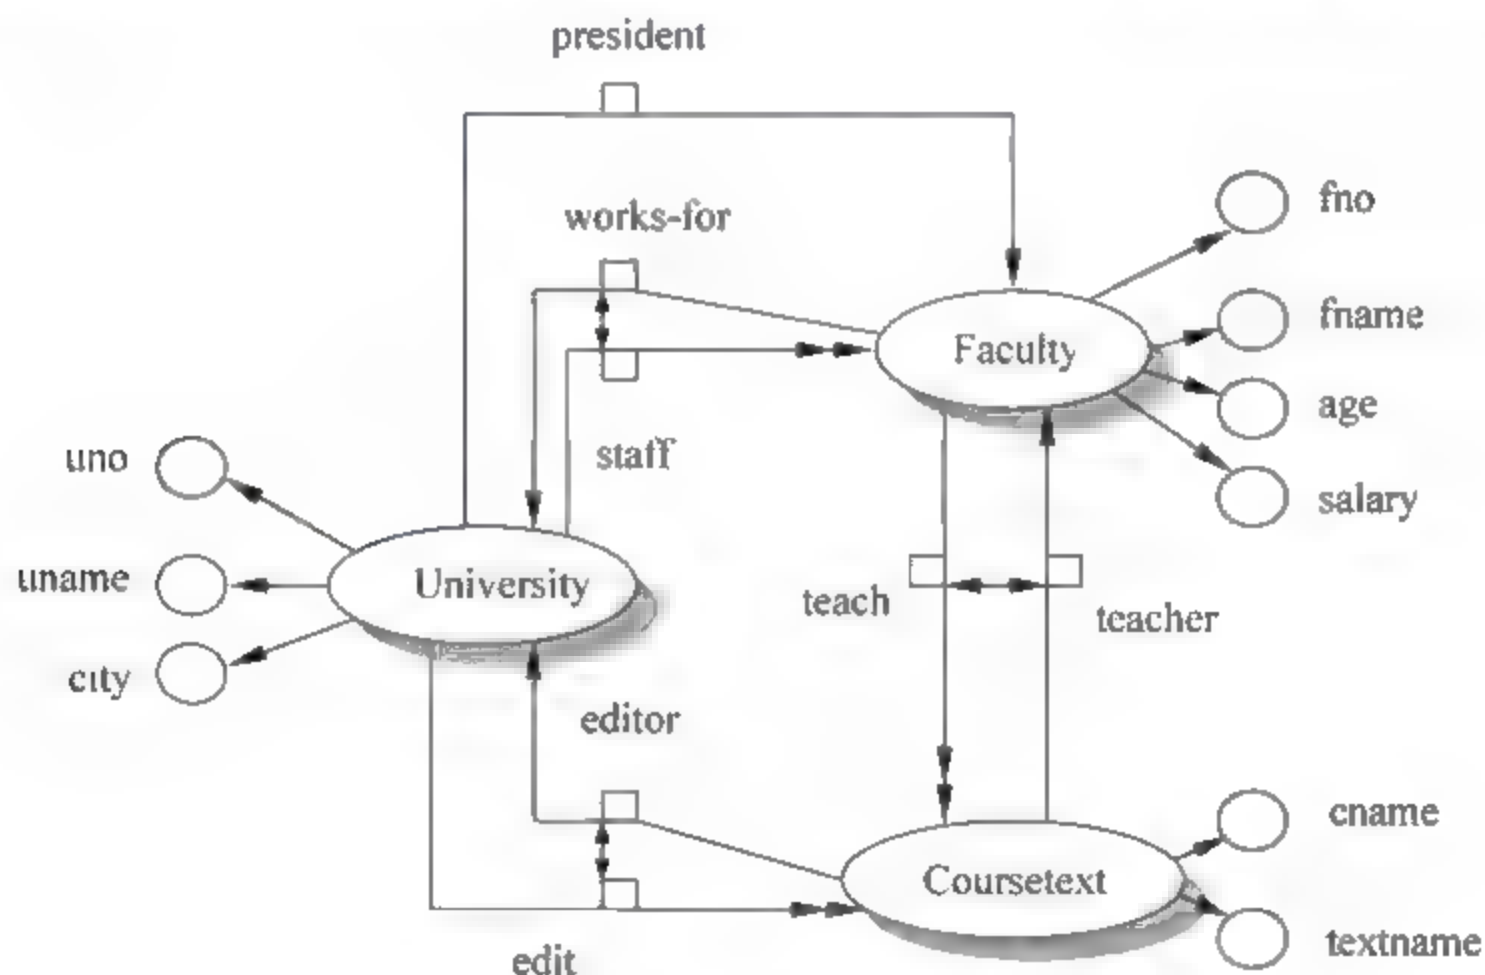 president
works-for
fno
fname
Faculty
age
staff
uno
salary
uname
University
teach
teacher
city
editor
cname
Coursetext
textname
edit